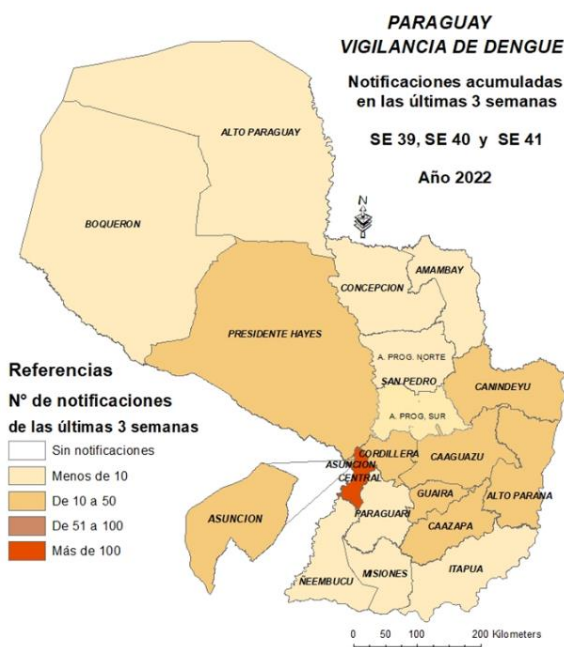 PARAGUAY
VIGILANCIA DE DENGUE
Notificaciones acumuladas
en las últimas 3 semanas
SE 39, SE 40 y SE 41
Año 2022
N
ALTO PARAGUAY
BOQUERON
CONCEPCION
AMAMBAY
PRESIDENTE HAYES
A. PROG. NORTE
SAN PEDRO
CANINDEYU
A. PROG. SUR
CORDILLERA
CAAGUAZU
ASUNCION
CENTRAL
GUAIRA
ALTO PARANA
PARAGUARI
CAAZAPA
ASUNCION
ÑEEMBUCU
MISIONES
ITAPUA
Referencias
N° de notificaciones
de las últimas 3 semanas
Sin notificaciones
Menos de 10
De 10 a 50
De 51 a 100
Más de 100
0 50 100 200 Kilometers